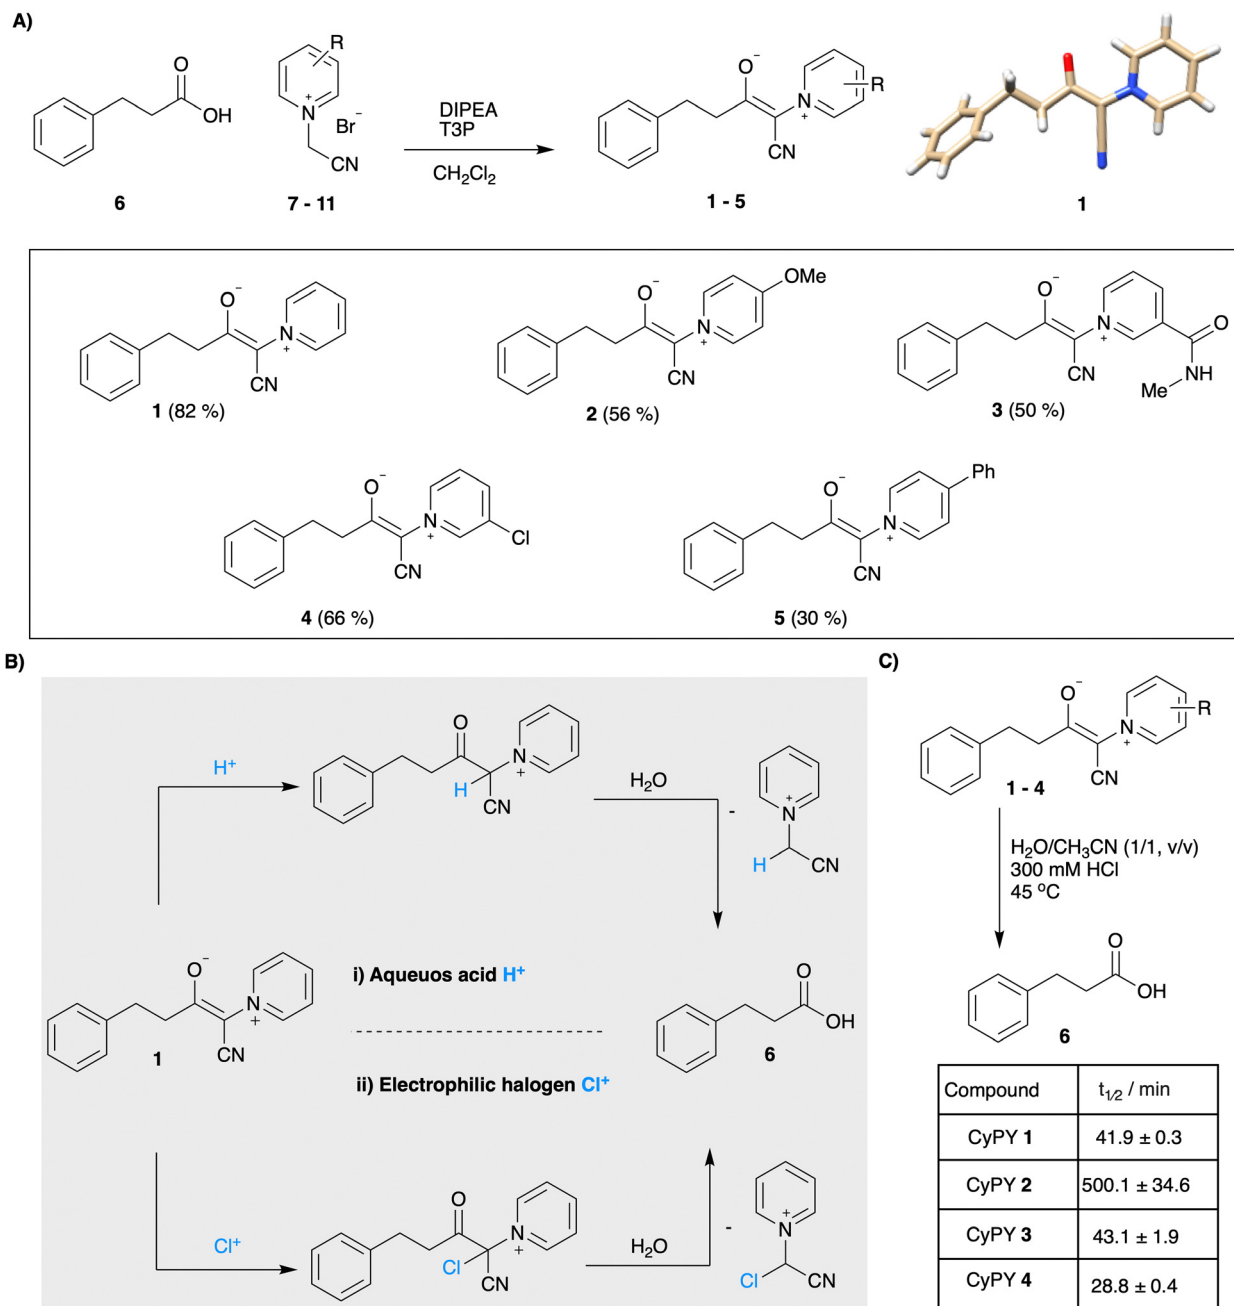 A)
O
OH
6
R
N
+
Br⁻
CN
7 - 11
DIPEA
T3P
CH₂Cl₂
O⁻
N
+
R
CN
1 - 5
1
O⁻
N
+
CN
1 (82 %)
O⁻
N
+
OMe
CN
2 (56 %)
O⁻
N
+
O
CN
NH
Me
3 (50 %)
O⁻
N
+
Cl
CN
4 (66 %)
O⁻
N
+
Ph
CN
5 (30 %)
B)
H⁺
O
N
+
H
CN
H₂O
-
+
N
H
CN
O⁻
N
+
CN
1
i) Aqueuos acid H⁺
ii) Electrophilic halogen Cl⁺
O
OH
6
Cl⁺
O
N
+
Cl
CN
H₂O
-
+
N
Cl
CN
C)
O⁻
N
+
R
CN
1 - 4
H₂O/CH₃CN (1/1, v/v)
300 mM HCl
45 °C
O
OH
6
Compound t₁/₂ / min
CyPY 1 41.9 ± 0.3
CyPY 2 500.1 ± 34.6
CyPY 3 43.1 ± 1.9
CyPY 4 28.8 ± 0.4